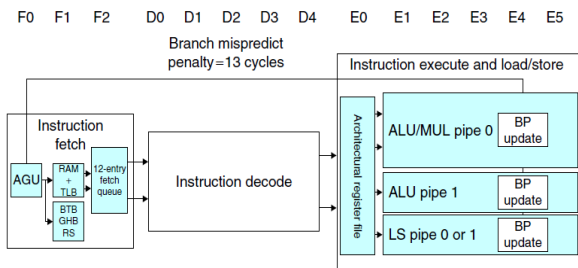 F0 F1 F2 D0 D1 D2 D3 D4 E0 E1 E2 E3 E4 E5
Branch mispredict
penalty=13 cycles
Instruction execute and load/store
Instruction
fetch
AGU
RAM
+
TLB
BTB
GHB
RS
12-entry
fetch
queue
Instruction decode
Architectural register file
ALU/MUL pipe 0
BP
update
ALU pipe 1
BP
update
LS pipe 0 or 1
BP
update